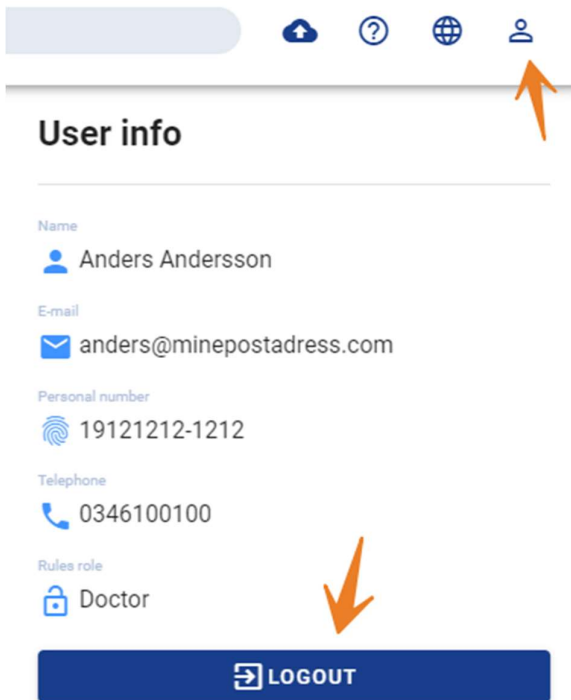 User info
Name
Anders Andersson
E-mail
anders@minepostadress.com
Personal number
19121212-1212
Telephone
0346100100
Rules role
Doctor
LOGOUT